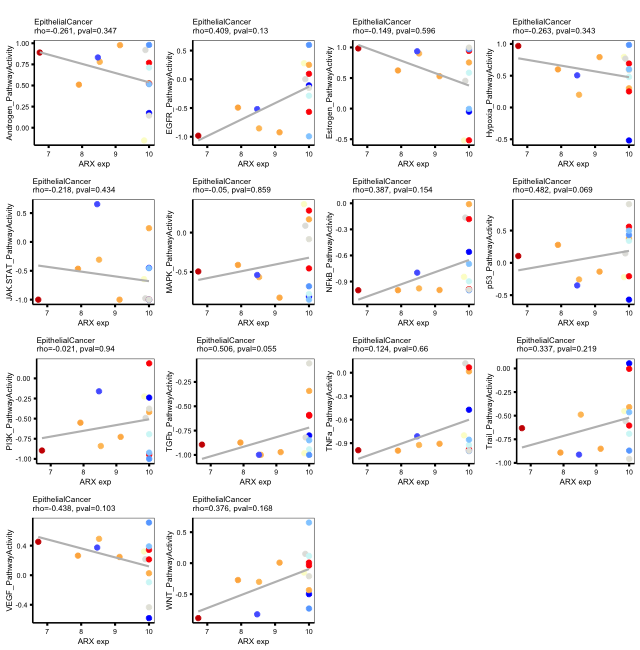 EpithelialCancer
rho=-0.261, pval=0.347
Androgen_PathwayActivity
1.00
0.75
0.50
0.25
0.00
7
8
9
10
ARX exp
EpithelialCancer
rho=0.409, pval=0.13
EGFR_PathwayActivity
0.5
0.0
-0.5
-1.0
7
8
9
10
ARX exp
EpithelialCancer
rho=-0.149, pval=0.596
Estrogen_PathwayActivity
1.0
0.5
0.0
-0.5
7
8
9
10
ARX exp
EpithelialCancer
rho=-0.263, pval=0.343
Hypoxia_PathwayActivity
1.0
0.5
0.0
-0.5
7
8
9
10
ARX exp
EpithelialCancer
rho=-0.218, pval=0.434
JAK.STAT_PathwayActivity
0.5
0.0
-0.5
-1.0
7
8
9
10
ARX exp
EpithelialCancer
rho=-0.05, pval=0.859
MAPK_PathwayActivity
0.0
-0.5
7
8
9
10
ARX exp
EpithelialCancer
rho=0.387, pval=0.154
NFkB_PathwayActivity
0.0
-0.3
-0.6
-0.9
7
8
9
10
ARX exp
EpithelialCancer
rho=0.482, pval=0.069
p53_PathwayActivity
0.5
0.0
-0.5
7
8
9
10
ARX exp
EpithelialCancer
rho=-0.021, pval=0.94
PI3K_PathwayActivity
0.00
-0.25
-0.50
-0.75
-1.00
7
8
9
10
ARX exp
EpithelialCancer
rho=0.506, pval=0.055
TGFb_PathwayActivity
-0.25
-0.50
-0.75
-1.00
7
8
9
10
ARX exp
EpithelialCancer
rho=0.124, pval=0.66
TNFa_PathwayActivity
0.0
-0.3
-0.6
-0.9
7
8
9
10
ARX exp
EpithelialCancer
rho=0.337, pval=0.219
Trail_PathwayActivity
0.00
-0.25
-0.50
-0.75
-1.00
7
8
9
10
ARX exp
EpithelialCancer
rho=-0.438, pval=0.103
VEGF_PathwayActivity
0.4
0.0
-0.4
7
8
9
10
ARX exp
EpithelialCancer
rho=0.376, pval=0.168
WNT_PathwayActivity
0.5
0.0
-0.5
7
8
9
10
ARX exp